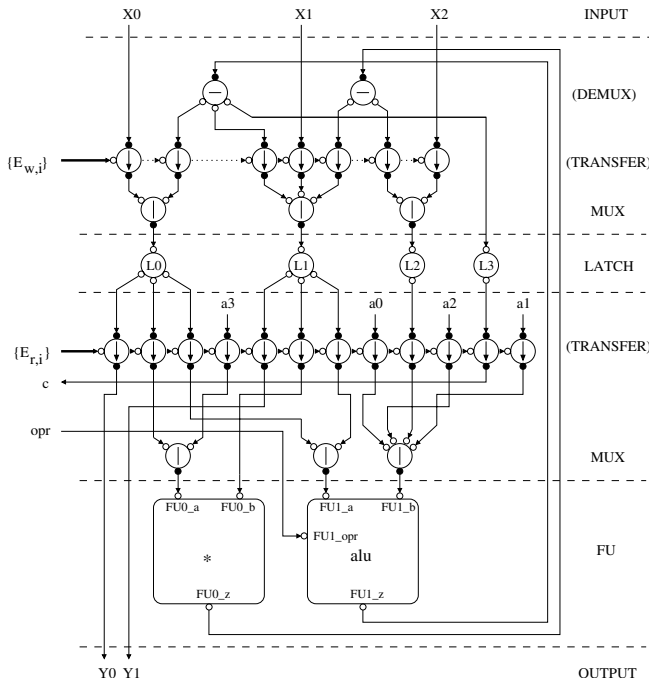 X0 X1 X2 INPUT
(DEMUX)
{E_w,i} (TRANSFER)
MUX
L0 L1 L2 L3 LATCH
a3 a0 a2 a1
{E_r,i} (TRANSFER)
c
opr
MUX
FU0_a FU0_b FU1_a FU1_b
FU1_opr
* alu FU
FU0_z FU1_z
Y0 Y1 OUTPUT